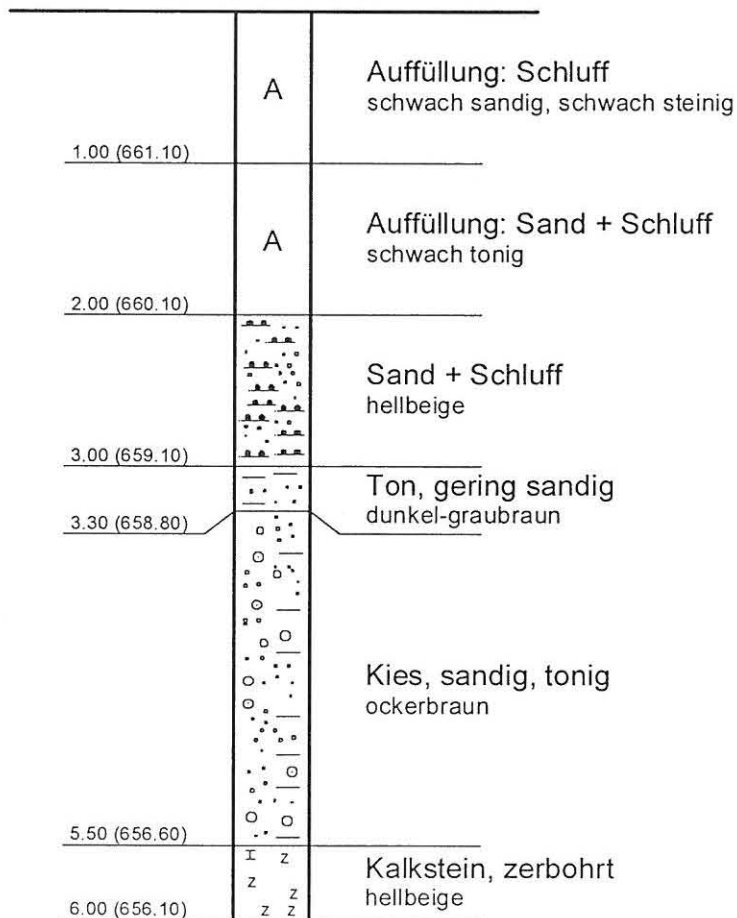 A
Auffüllung: Schluff
schwach sandig, schwach steinig
1.00 (661.10)
A
Auffüllung: Sand + Schluff
schwach tonig
2.00 (660.10)
Sand + Schluff
hellbeige
3.00 (659.10)
Ton, gering sandig
dunkel-graubraun
3.30 (658.80)
Kies, sandig, tonig
ockerbraun
5.50 (656.60)
I Z
Z
Z
Z Z
Kalkstein, zerbohrt
hellbeige
6.00 (656.10)